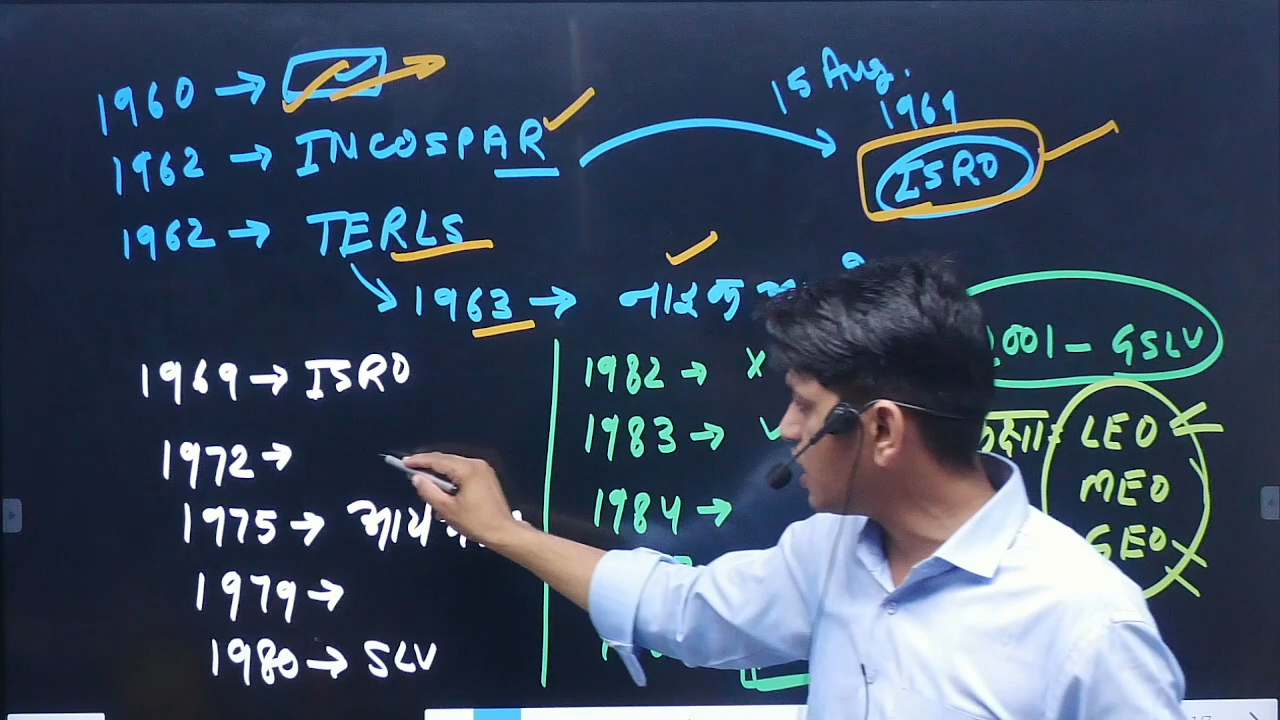 1960 →
1962 → INCOSPAR
15 Aug.
1969
ISRO
1962 → TERLS
1963 →
1969 → ISRO
1972 →
1975 →
1979 →
1980 → SLV
1982 → X
1983 →
1984 →
.001 - GSLV
LEO
MEO
GEO